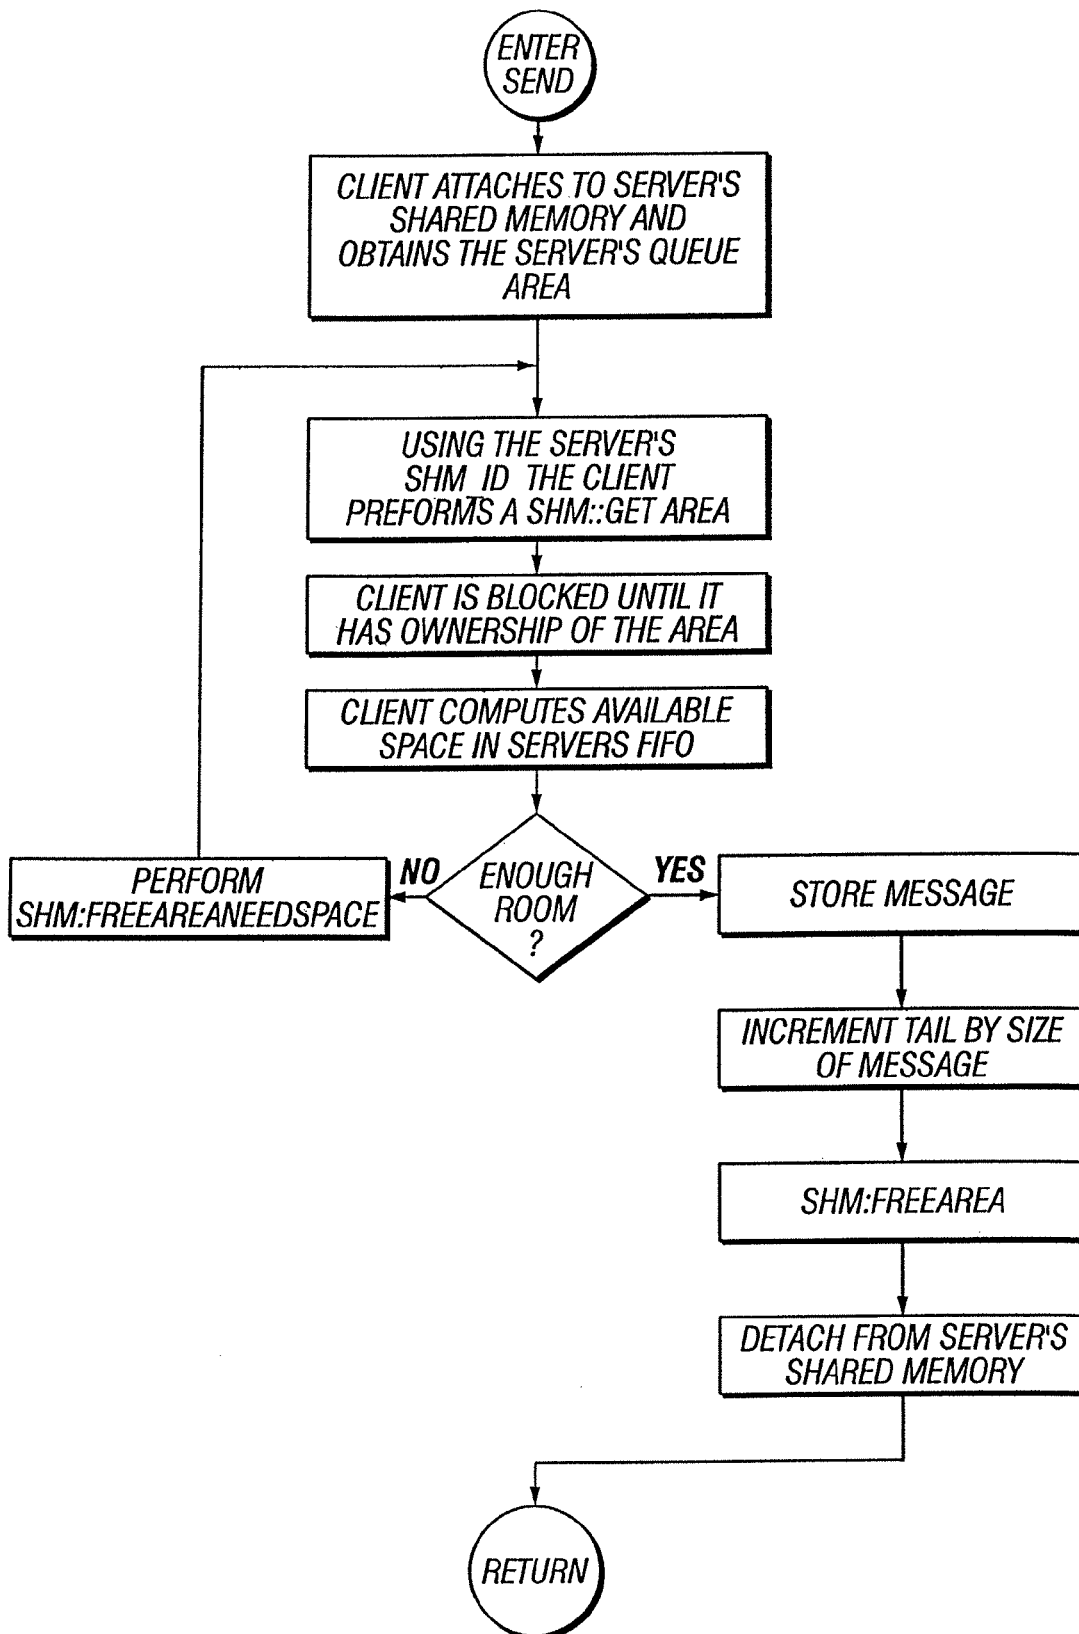 ENTER
SEND
CLIENT ATTACHES TO SERVER'S
SHARED MEMORY AND
OBTAINS THE SERVER'S QUEUE
AREA
USING THE SERVER'S
SHM_ID THE CLIENT
PREFORMS A SHM::GET AREA
CLIENT IS BLOCKED UNTIL IT
HAS OWNERSHIP OF THE AREA
CLIENT COMPUTES AVAILABLE
SPACE IN SERVERS FIFO
ENOUGH
ROOM
?
NO
YES
PERFORM
SHM:FREEAREANEEDSPACE
STORE MESSAGE
INCREMENT TAIL BY SIZE
OF MESSAGE
SHM:FREEAREA
DETACH FROM SERVER'S
SHARED MEMORY
RETURN